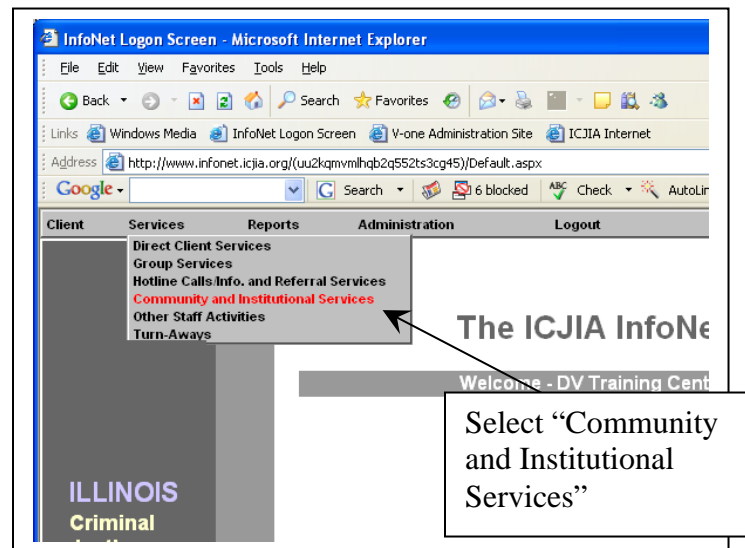 InfoNet Logon Screen - Microsoft Internet Explorer
File Edit View Favorites Tools Help
Back Search Favorites
Links Windows Media InfoNet Logon Screen V-one Administration Site ICJIA Internet
Address http://www.infonet.icjia.org/(uu2kqmvmlhqb2q552ts3cg45)/Default.aspx
Google G Search 6 blocked ABC Check AutoLin
Client Services Reports Administration Logout
Direct Client Services
Group Services
Hotline Calls/Info. and Referral Services
Community and Institutional Services
Other Staff Activities
Turn-Aways
The ICJIA InfoNe
Welcome - DV Training Cent
Select “Community
and Institutional
Services”
ILLINOIS
Criminal